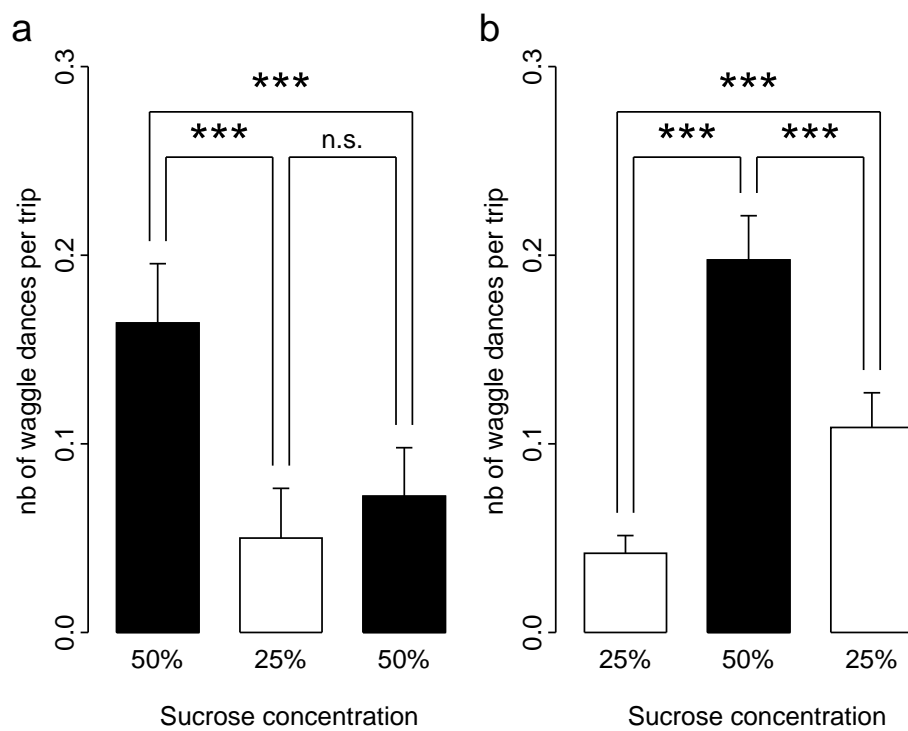 a
nb of waggle dances per trip
0.3
0.2
0.1
0.0
***
***
n.s.
50%
25%
50%
Sucrose concentration
b
nb of waggle dances per trip
0.3
0.2
0.1
0.0
***
***
***
25%
50%
25%
Sucrose concentration